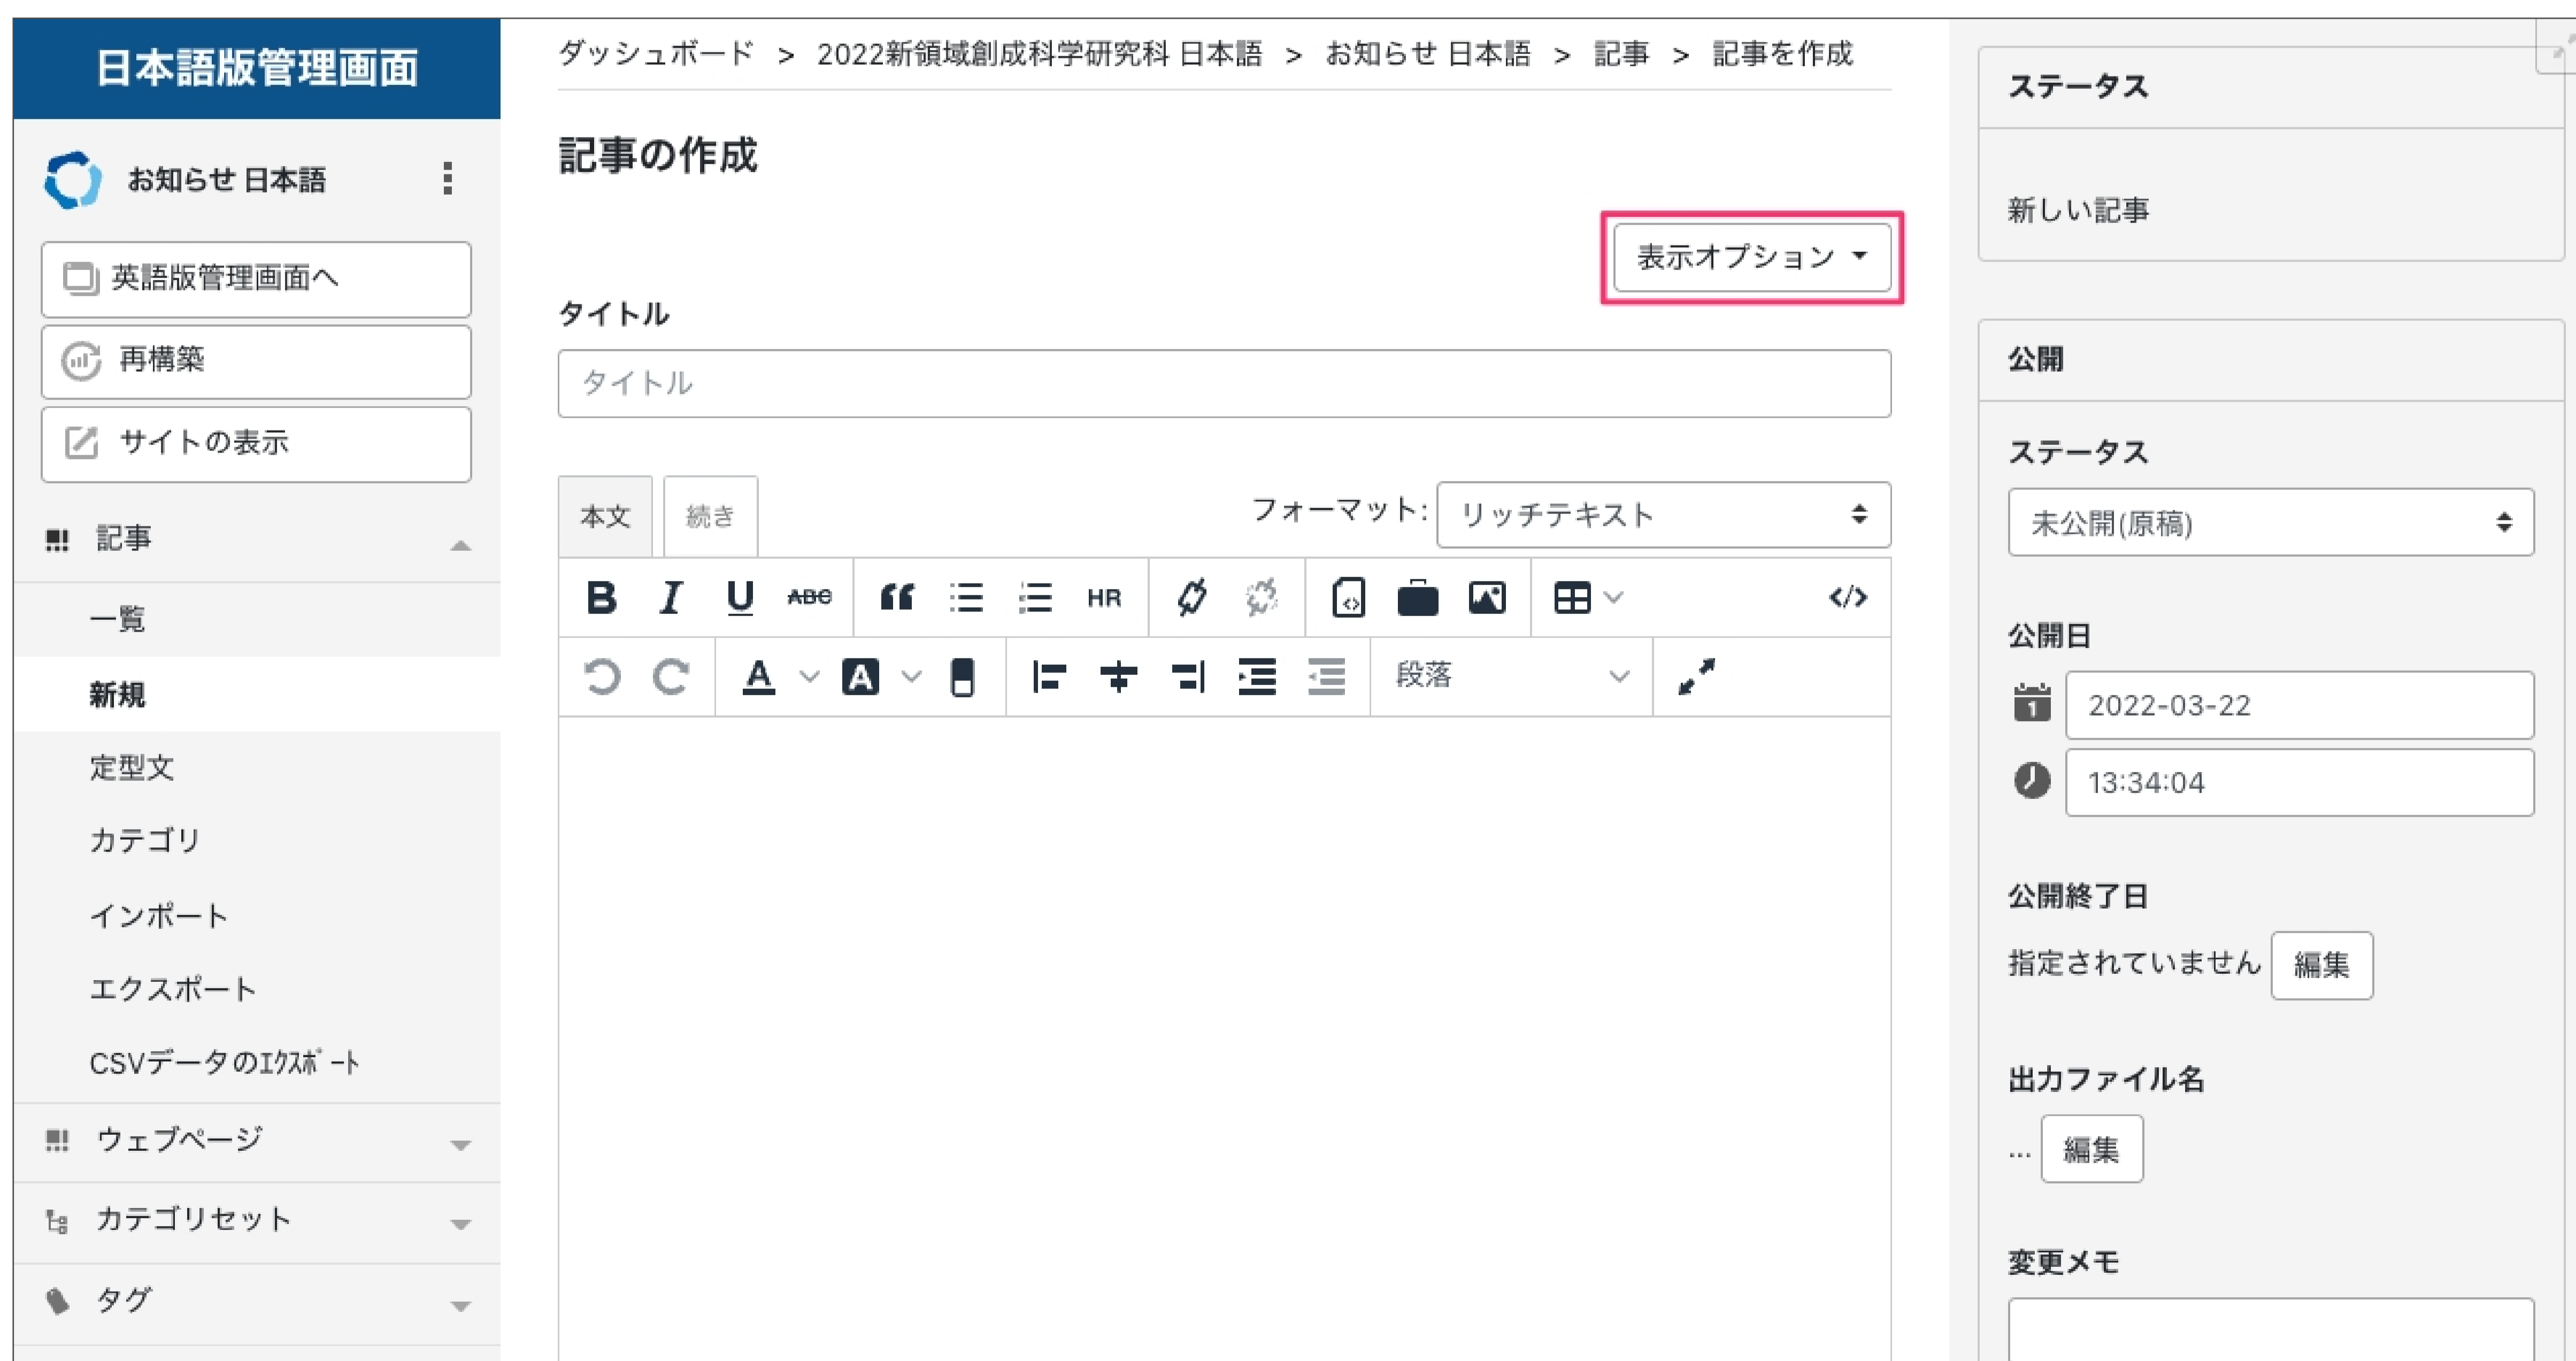 日本語版管理画面
お知らせ 日本語
英語版管理画面へ
再構築
サイトの表示
記事
一覧
新規
定型文
カテゴリ
インポート
エクスポート
CSVデータのｴｸｽﾎﾟｰﾄ
ウェブページ
カテゴリセット
タグ
ダッシュボード > 2022新領域創成科学研究科 日本語 > お知らせ 日本語 > 記事 > 記事を作成
記事の作成
表示オプション
タイトル
タイトル
本文 続き フォーマット: リッチテキスト
B I U ABC HR </>
A A 段落
ステータス
新しい記事
公開
ステータス
未公開(原稿)
公開日
1 2022-03-22
13:34:04
公開終了日
指定されていません 編集
出力ファイル名
... 編集
変更メモ